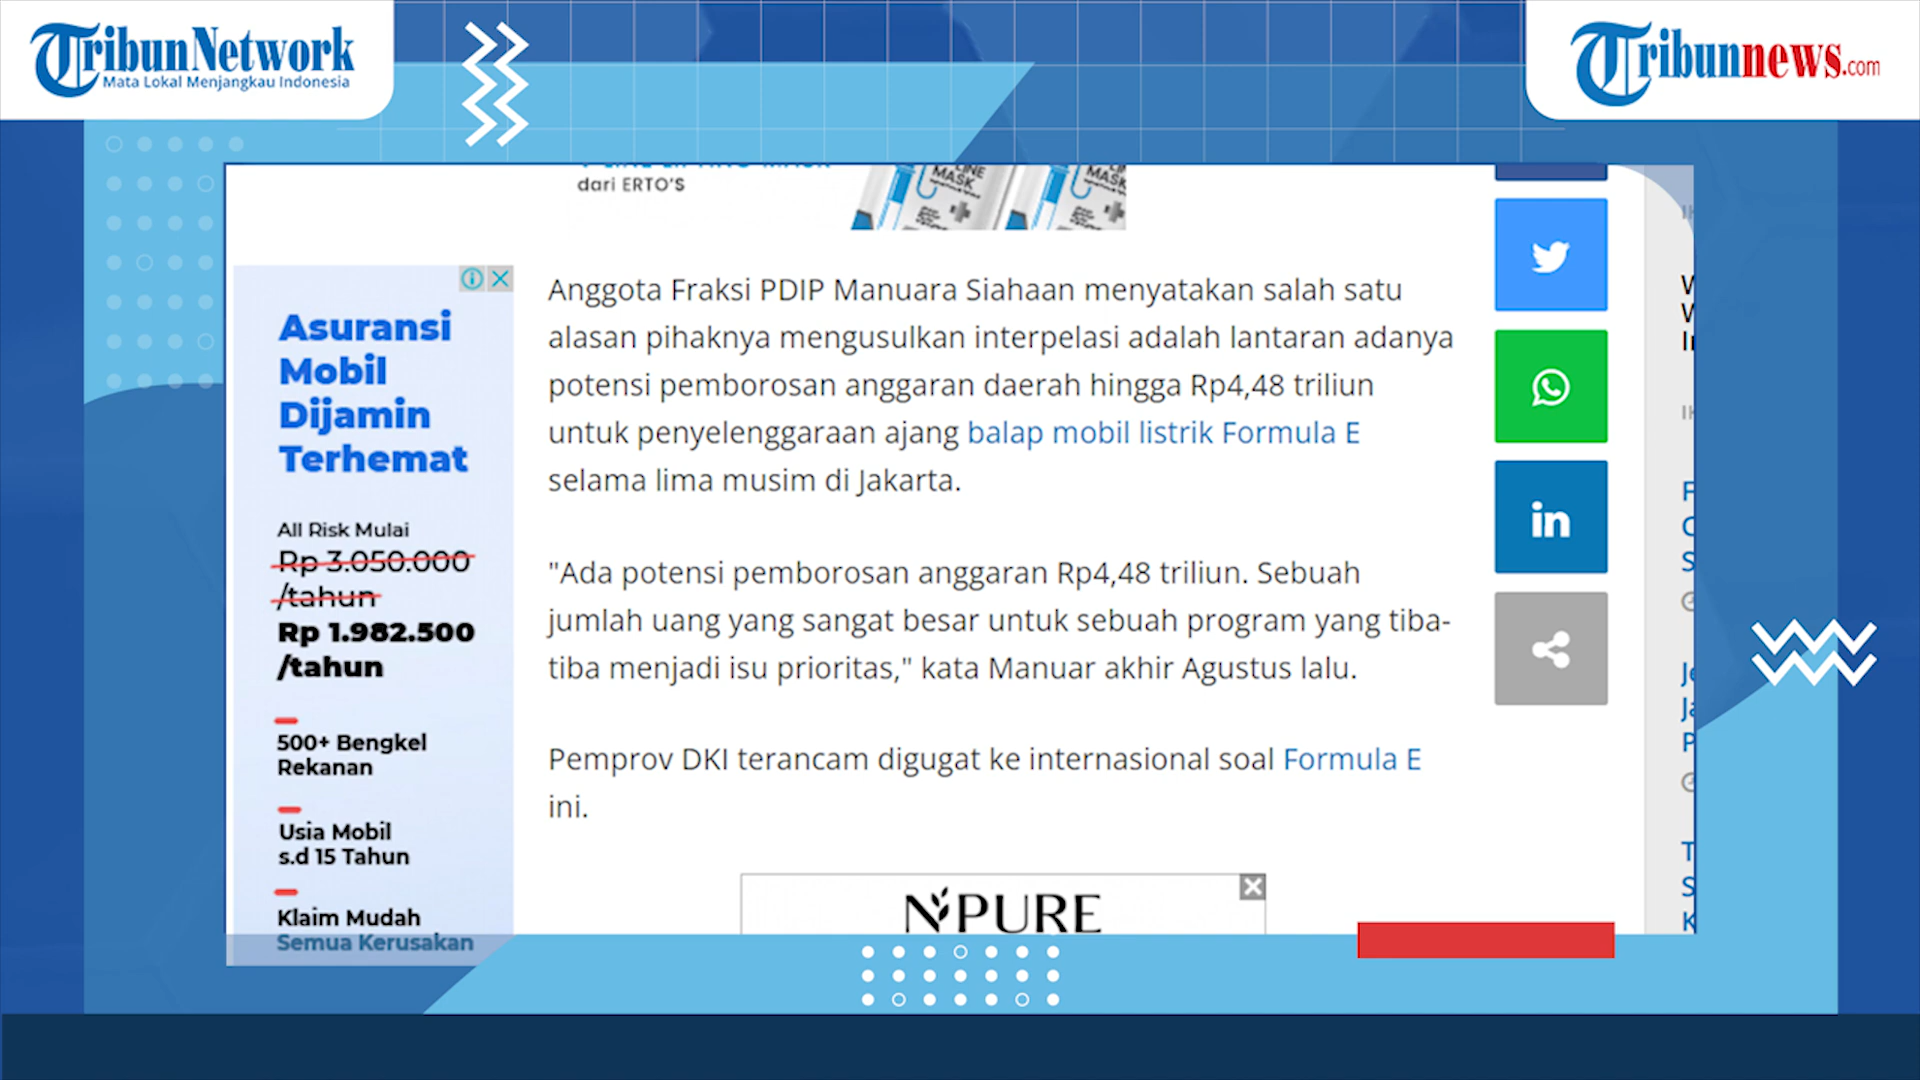 TribunNetwork
Mata Lokal Menjangkau Indonesia
Tribunnews.com
dari ERTO'S
MASK
MASK
Asuransi
Mobil
Dijamin
Terhemat
All Risk Mulai
Rp 3.050.000
/tahun
Rp 1.982.500
/tahun
500+ Bengkel
Rekanan
Usia Mobil
s.d 15 Tahun
Klaim Mudah
Semua Kerusakan
Anggota Fraksi PDIP Manuara Siahaan menyatakan salah satu
alasan pihaknya mengusulkan interpelasi adalah lantaran adanya
potensi pemborosan anggaran daerah hingga Rp4,48 triliun
untuk penyelenggaraan ajang balap mobil listrik Formula E
selama lima musim di Jakarta.
"Ada potensi pemborosan anggaran Rp4,48 triliun. Sebuah
jumlah uang yang sangat besar untuk sebuah program yang tiba-
tiba menjadi isu prioritas," kata Manuar akhir Agustus lalu.
Pemprov DKI terancam digugat ke internasional soal Formula E
ini.
NPURE
in